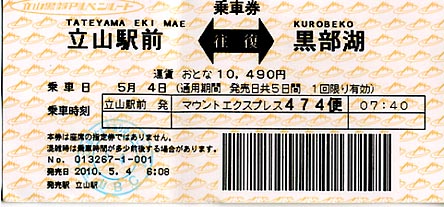 立山黒部アルペンルート
乗車券
TATEYAMA EKI MAE
KUROBEKO
立山駅前 往復 黒部湖
運賃 おとな10,490円
乗車日 5月 4日 (通用期間 発売日共5日間 1回限り有効)
乗車時刻 立山駅前 発 マウントエクスプレス474便 07:40
本券は座席の指定券ではありません。
混雑時は乗車時間が多少前後する場合があります。
No. 013267-1-001
発売日 2010. 5. 4 6:08
発売駅 立山駅